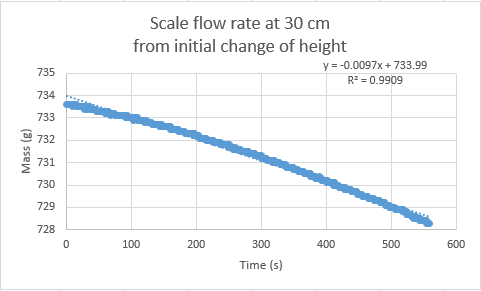 Scale flow rate at 30 cm
from initial change of height
y = -0.0097x + 733.99
R² = 0.9909
735
734
733
732
731
730
729
728
Mass (g)
0 100 200 300 400 500 600
Time (s)